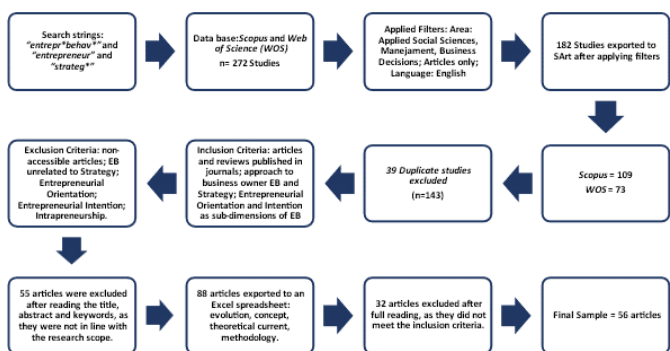 Search strings:
"entrepr*behav*" and
"entrepreneur" and
"strateg*"
Data base:Scopus and Web
of Science (WOS)
n= 272 Studies
Applied Filters: Area:
Applied Social Sciences,
Manejament, Business
Decisions; Articles only;
Language: English
182 Studies exported to
SArt after applying filters
Scopus = 109
WOS = 73
39 Duplicate studies
excluded
(n=143)
Inclusion Criteria: articles
and reviews published in
journals; approach to
business owner EB and
Strategy; Entrepreneurial
Orientation and Intention
as sub-dimensions of EB
Exclusion Criteria: non-
accessible articles; EB
unrelated to Strategy;
Entrepreneurial
Orientation;
Entrepreneurial Intention;
Intrapreneurship.
55 articles were excluded
after reading the title,
abstract and keywords, as
they were not in line with
the research scope.
88 articles exported to an
Excel spreadsheet:
evolution, concept,
theoretical current,
methodology.
32 articles excluded after
full reading, as they did not
meet the inclusion criteria.
Final Sample = 56 articles